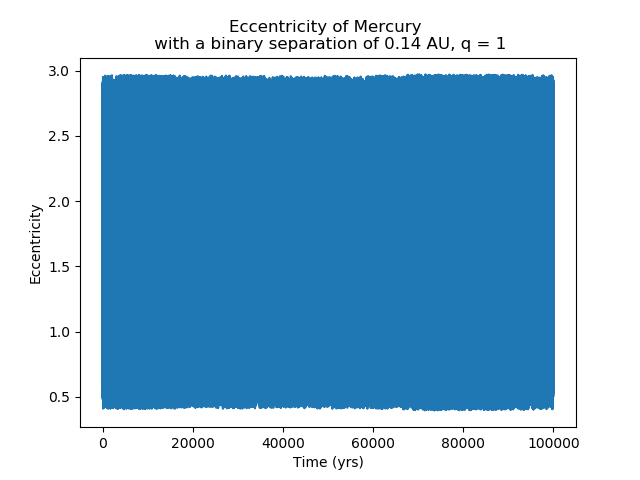 Eccentricity of Mercury
with a binary separation of 0.14 AU, q = 1
3.0
2.5
2.0
1.5
1.0
0.5
Eccentricity
0 20000 40000 60000 80000 100000
Time (yrs)